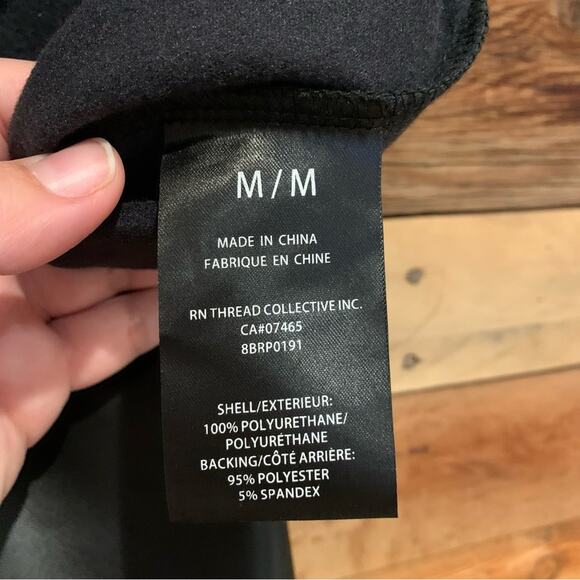 M / M
MADE IN CHINA
FABRIQUE EN CHINE
RN THREAD COLLECTIVE INC.
CA#07465
8BRP0191
SHELL/EXTERIEUR:
100% POLYURETHANE/
POLYURÉTHANE
BACKING/CÔTÉ ARRIÈRE:
95% POLYESTER
5% SPANDEX